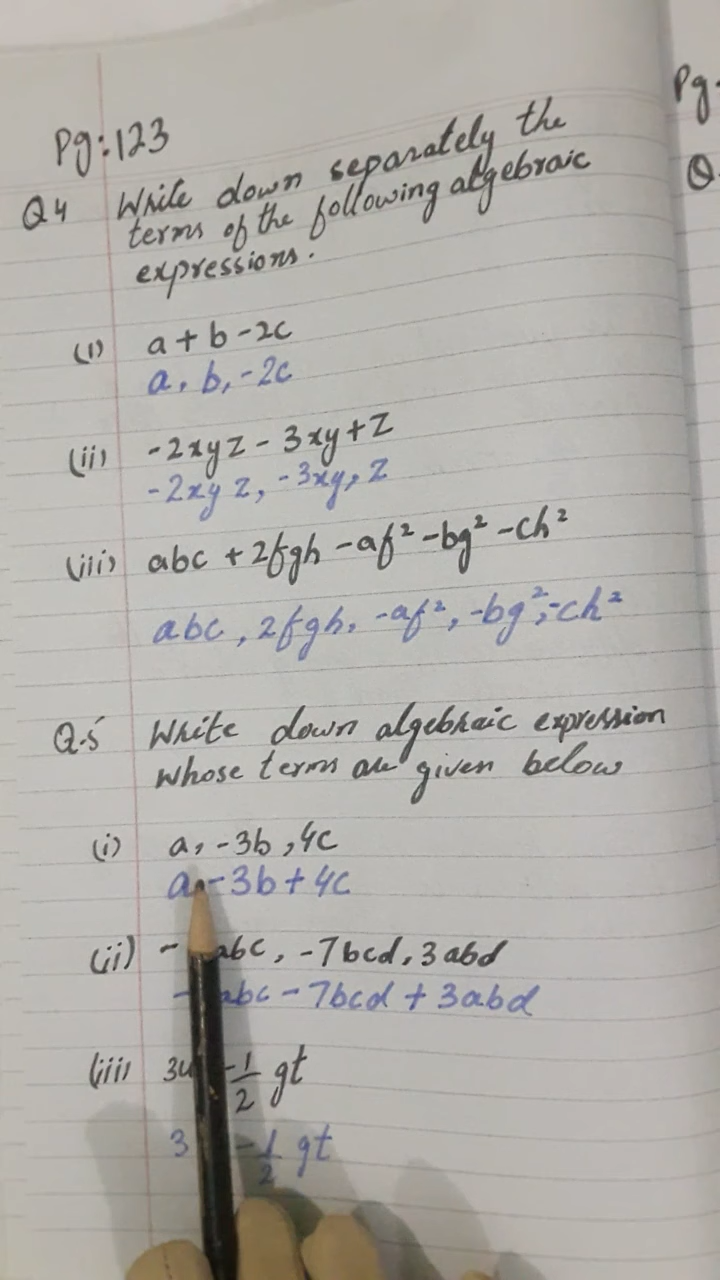 Pg:123
Q4 Write down separately the
terms of the following algebraic
expressions.
(i) a + b - 2c
a, b, -2c
(ii) -2xyz - 3xy + z
-2xyz, -3xy, z
(iii) abc + 2fgh - af² - bg² - ch²
abc, 2fgh, -af², -bg², -ch²
Q.5 Write down algebraic expression
whose terms are given below
(i) a, -3b, 4c
a - 3b + 4c
(ii) - abc, -7bcd, 3abd
- abc - 7bcd + 3abd
(iii) 3u -1/2 gt
3 -1/2 gt
Pg
Q.